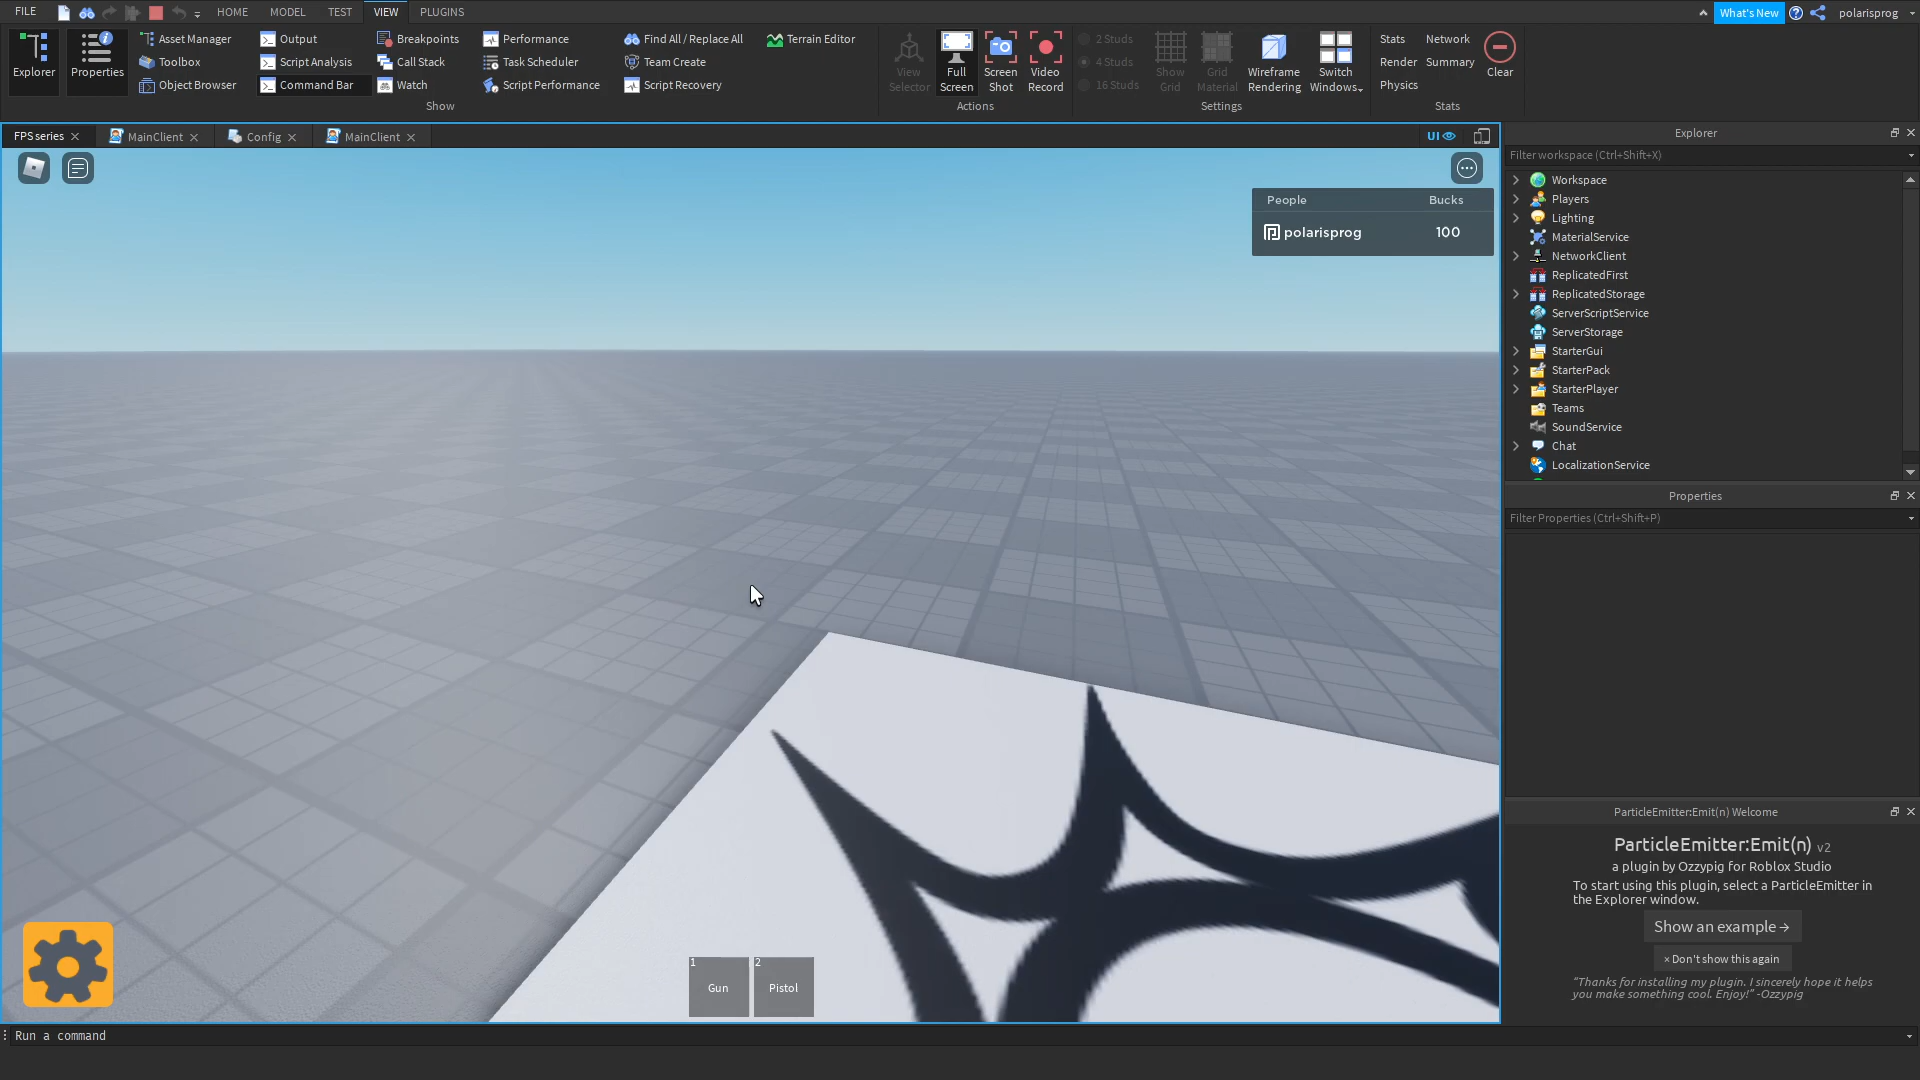 FILE HOME MODEL TEST VIEW PLUGINS What's New polarisprog
Explorer
Properties
Asset Manager
Toolbox
Object Browser
Output
Script Analysis
Command Bar
Breakpoints
Call Stack
Watch
Performance
Task Scheduler
Script Performance
Find All / Replace All
Team Create
Script Recovery
Terrain Editor
Show
View Selector
Full Screen
Screen Shot
Video Record
Actions
2 Studs
4 Studs
16 Studs
Show Grid
Grid Material
Wireframe Rendering
Switch Windows
Settings
Stats
Network
Render
Summary
Physics
Clear
Stats
FPS series MainClient Config MainClient UI
People Bucks
polarisprog 100
1 Gun
2 Pistol
Run a command
Explorer
Filter workspace (Ctrl+Shift+X)
Workspace
Players
Lighting
MaterialService
NetworkClient
ReplicatedFirst
ReplicatedStorage
ServerScriptService
ServerStorage
StarterGui
StarterPack
StarterPlayer
Teams
SoundService
Chat
LocalizationService
Properties
Filter Properties (Ctrl+Shift+P)
ParticleEmitter:Emit(n) Welcome
ParticleEmitter:Emit(n) v2
a plugin by Ozzypig for Roblox Studio
To start using this plugin, select a ParticleEmitter in
the Explorer window.
Show an example →
× Don't show this again
"Thanks for installing my plugin. I sincerely hope it helps
you make something cool. Enjoy!" -Ozzypig